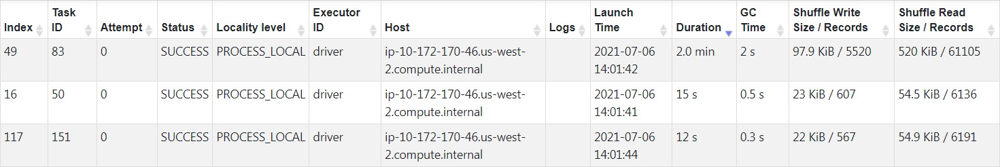 Index Task ID Attempt Status Locality level Executor ID Host Logs Launch Time Duration GC Time Shuffle Write Size / Records Shuffle Read Size / Records
49 83 0 SUCCESS PROCESS_LOCAL driver ip-10-172-170-46.us-west-2.compute.internal 2021-07-06 14:01:42 2.0 min 2 s 97.9 KiB / 5520 520 KiB / 61105
16 50 0 SUCCESS PROCESS_LOCAL driver ip-10-172-170-46.us-west-2.compute.internal 2021-07-06 14:01:41 15 s 0.5 s 23 KiB / 607 54.5 KiB / 6136
117 151 0 SUCCESS PROCESS_LOCAL driver ip-10-172-170-46.us-west-2.compute.internal 2021-07-06 14:01:44 12 s 0.3 s 22 KiB / 567 54.9 KiB / 6191